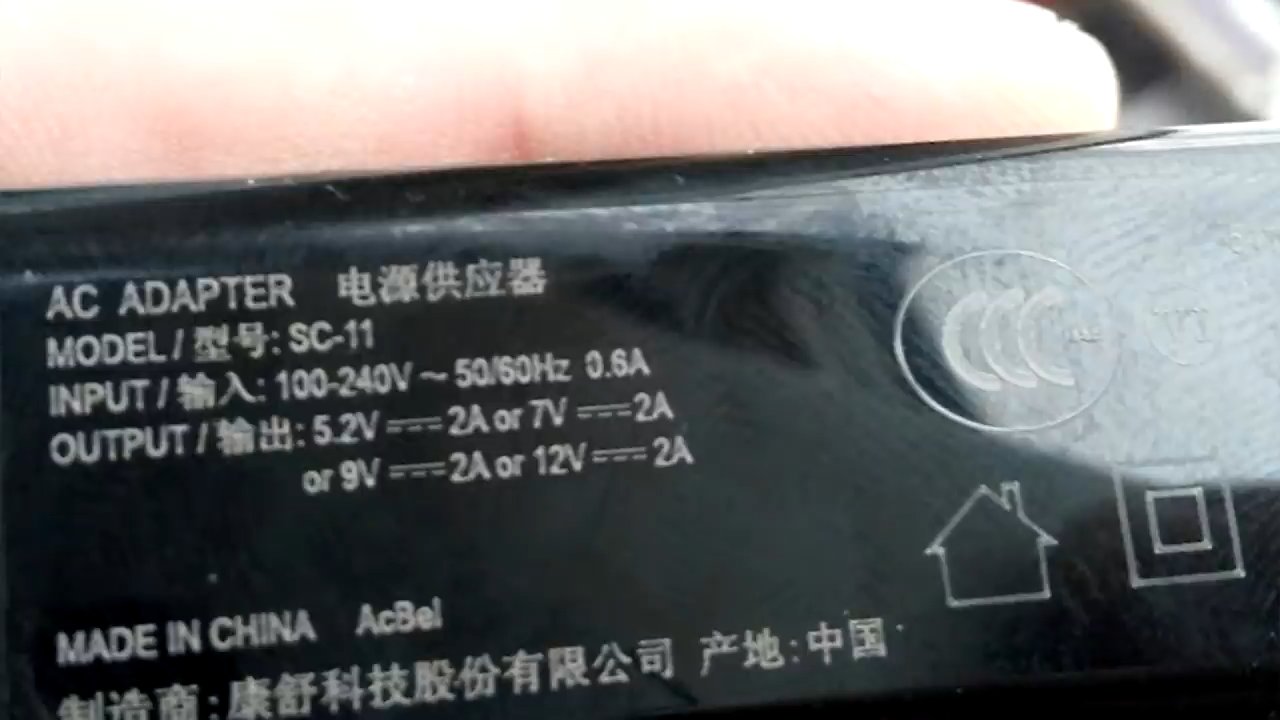 AC ADAPTER 电源供应器
MODEL / 型号: SC-11
INPUT / 输入: 100-240V ~ 50/60Hz 0.6A
OUTPUT / 输出: 5.2V ⎓ 2A or 7V ⎓ 2A
or 9V ⎓ 2A or 12V ⎓ 2A
CCC
VI
MADE IN CHINA AcBel
制造商: 康舒科技股份有限公司 产地: 中国